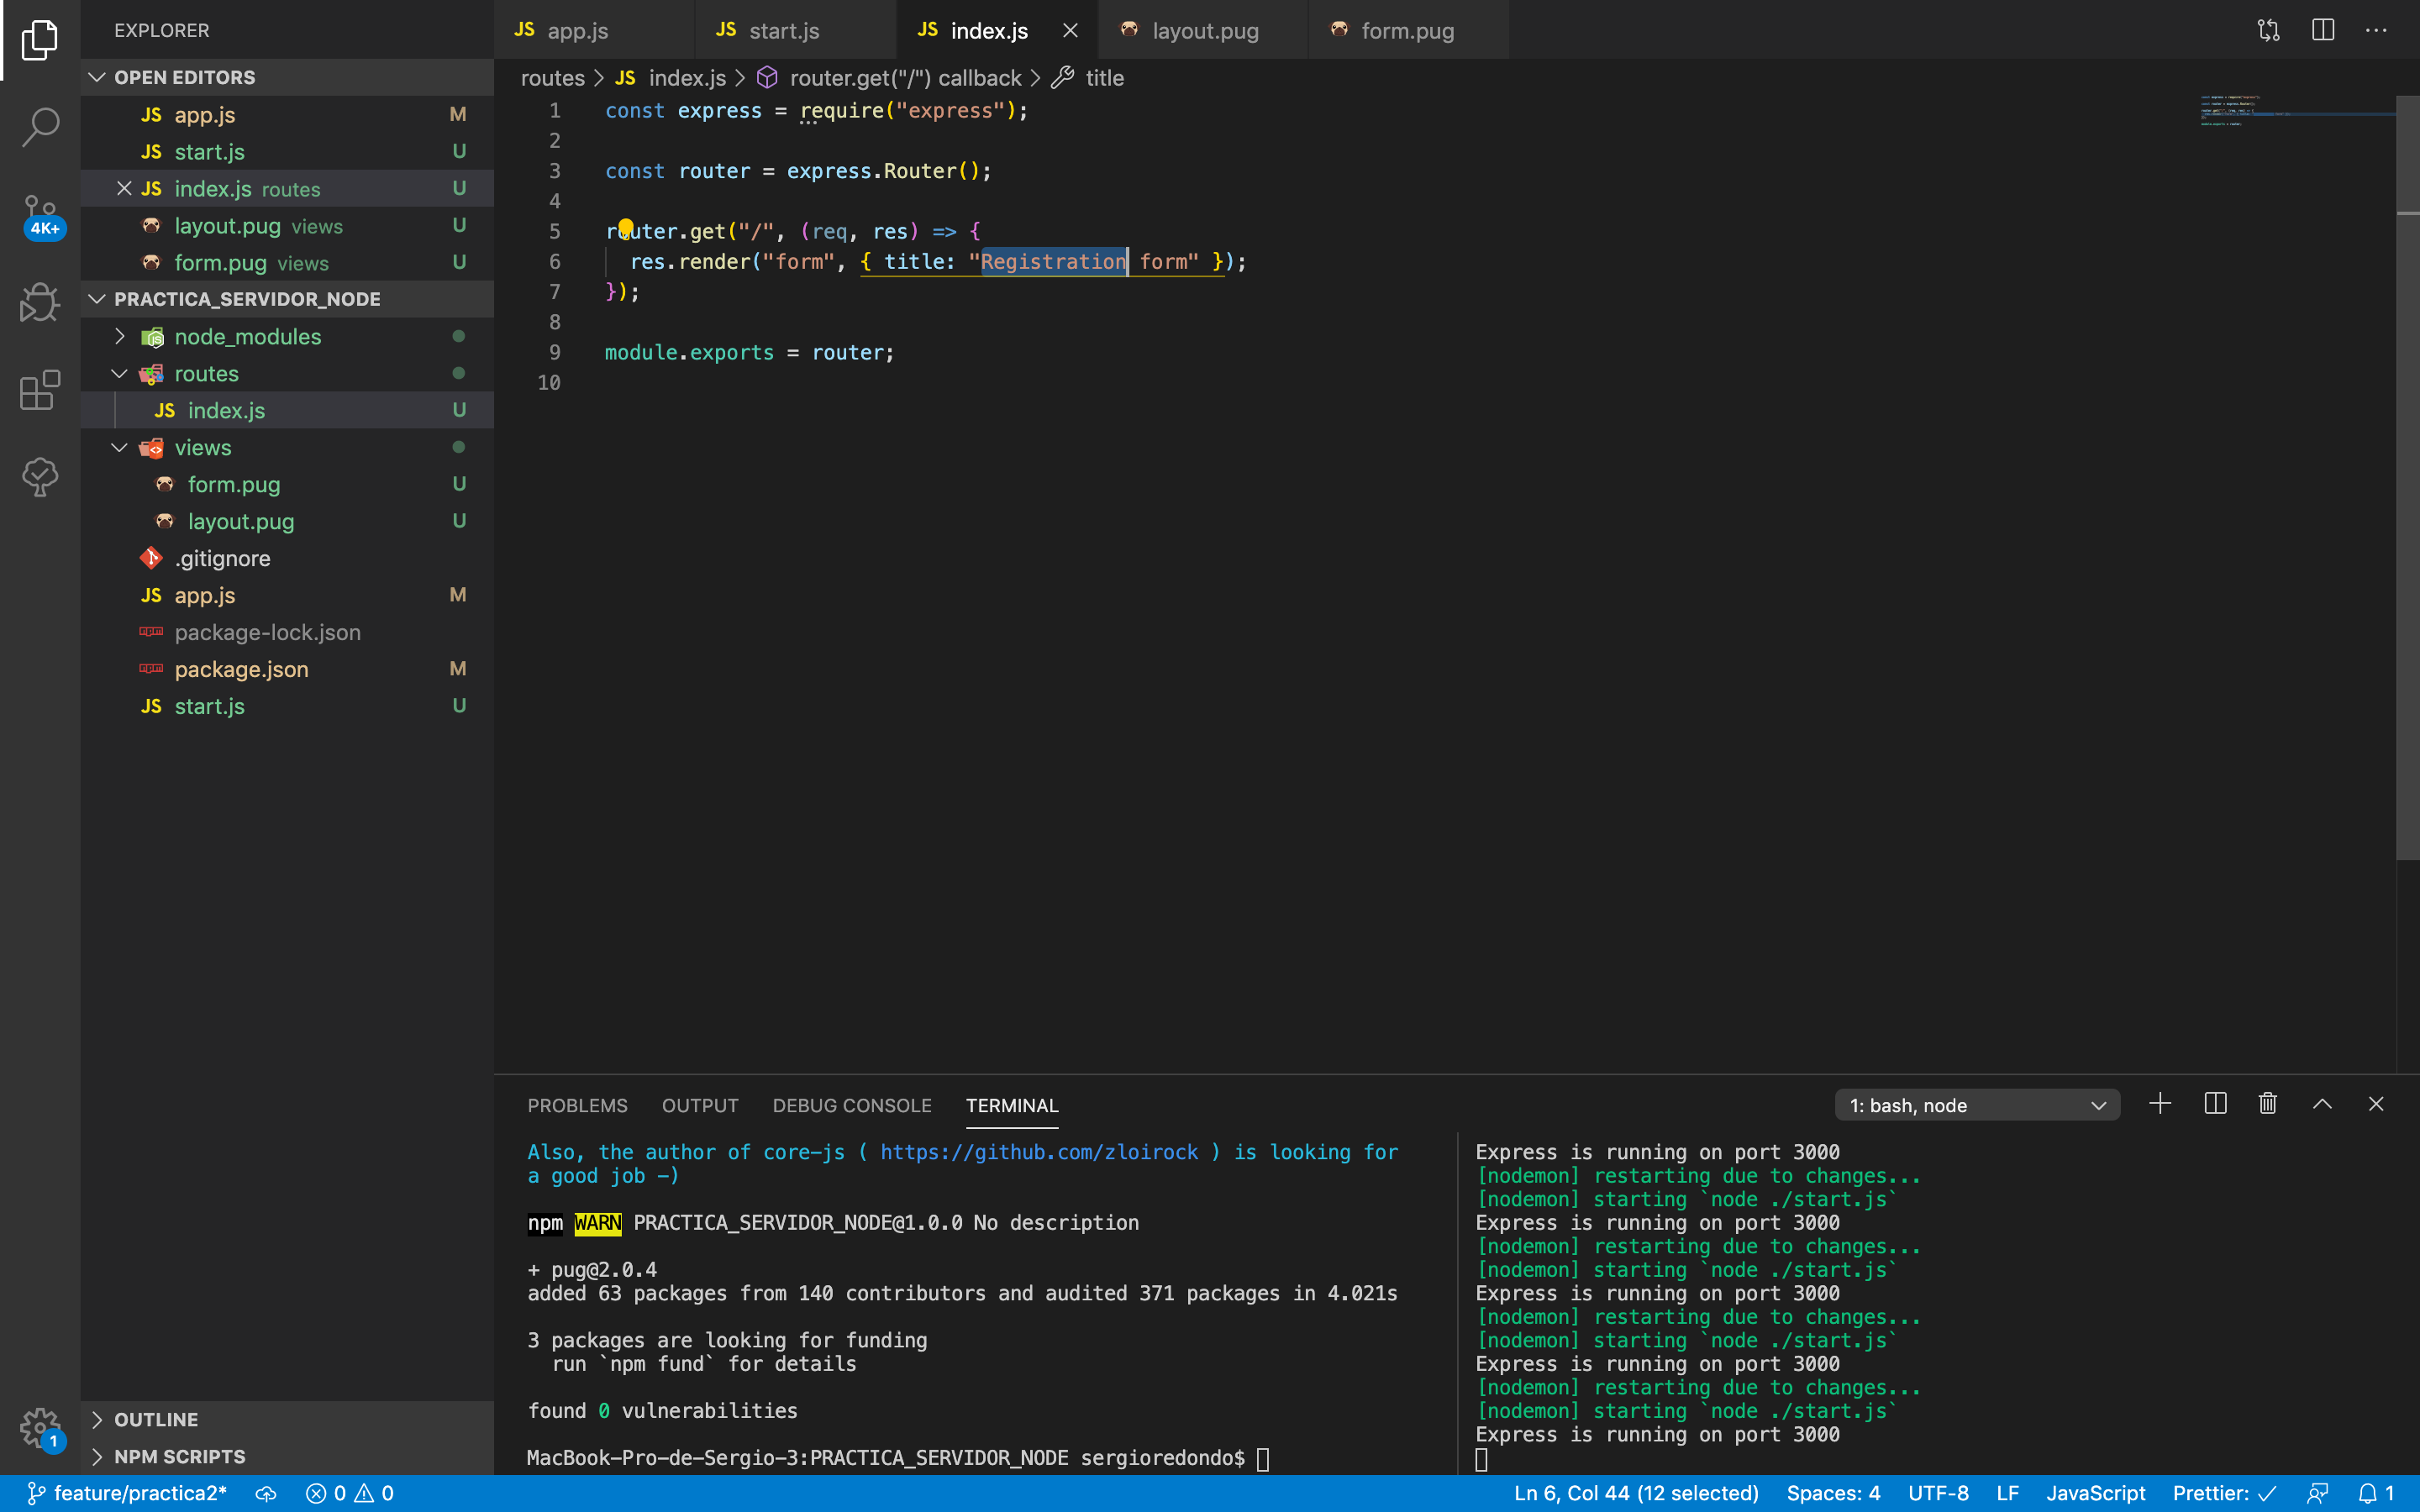 EXPLORER
OPEN EDITORS
JS app.js M
JS start.js U
JS index.js routes U
layout.pug views U
form.pug views U
PRACTICA_SERVIDOR_NODE
node_modules
routes
JS index.js U
views
form.pug U
layout.pug U
.gitignore
JS app.js M
package-lock.json
package.json M
JS start.js U
OUTLINE
NPM SCRIPTS
4K+
1
JS app.js
JS start.js
JS index.js
layout.pug
form.pug
routes > JS index.js > router.get("/") callback > title
1 const express = require("express");
2
3 const router = express.Router();
4
5 router.get("/", (req, res) => {
6 res.render("form", { title: "Registration form" });
7 });
8
9 module.exports = router;
10
PROBLEMS OUTPUT DEBUG CONSOLE TERMINAL
1: bash, node
Also, the author of core-js ( https://github.com/zloirock ) is looking for
a good job -)
npm WARN PRACTICA_SERVIDOR_NODE@1.0.0 No description
+ pug@2.0.4
added 63 packages from 140 contributors and audited 371 packages in 4.021s
3 packages are looking for funding
run `npm fund` for details
found 0 vulnerabilities
MacBook-Pro-de-Sergio-3:PRACTICA_SERVIDOR_NODE sergioredondo$
Express is running on port 3000
[nodemon] restarting due to changes...
[nodemon] starting `node ./start.js`
Express is running on port 3000
[nodemon] restarting due to changes...
[nodemon] starting `node ./start.js`
Express is running on port 3000
[nodemon] restarting due to changes...
[nodemon] starting `node ./start.js`
Express is running on port 3000
[nodemon] restarting due to changes...
[nodemon] starting `node ./start.js`
Express is running on port 3000
feature/practica2* 0 0
Ln 6, Col 44 (12 selected) Spaces: 4 UTF-8 LF JavaScript Prettier: ✓ 1